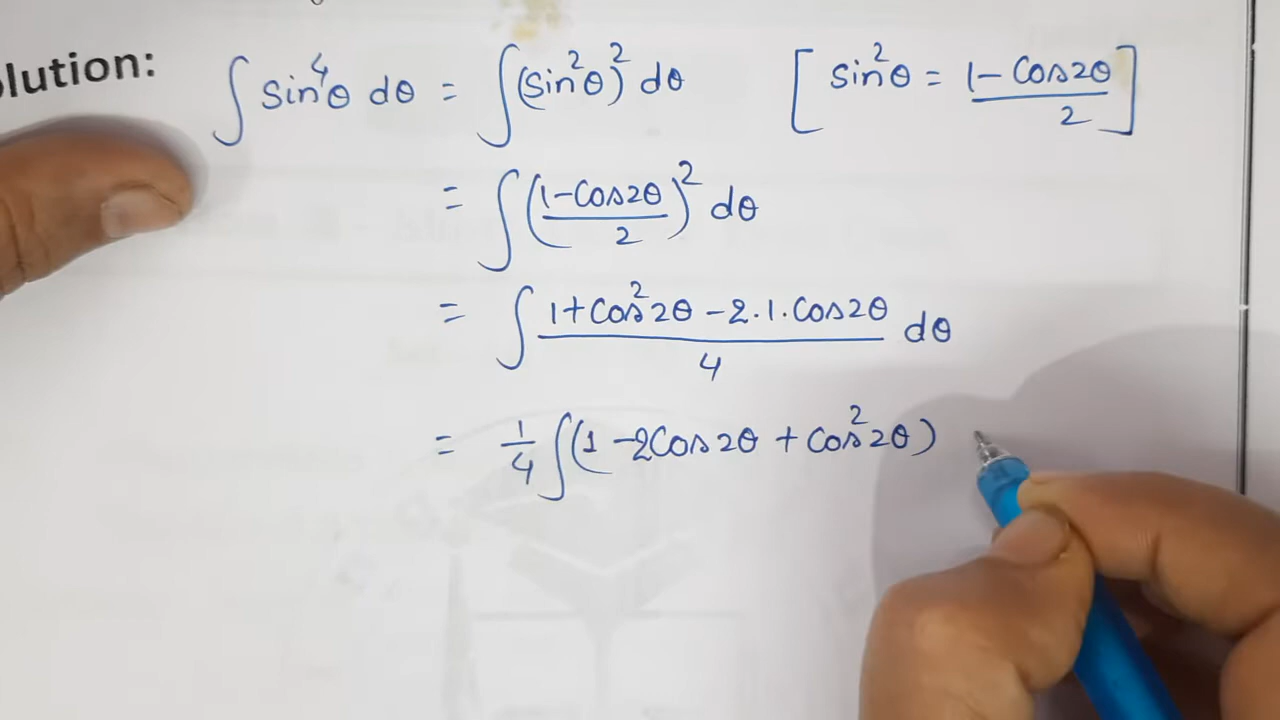 lution:
∫ sin⁴θ dθ = ∫(sin²θ)² dθ [ sin²θ = (1 - Cos2θ)/2 ]
= ∫((1-Cos2θ)/2)² dθ
= ∫ (1+Cos²2θ - 2.1.Cos2θ)/4 dθ
= 1/4 ∫(1 - 2Cos2θ + Cos²2θ)